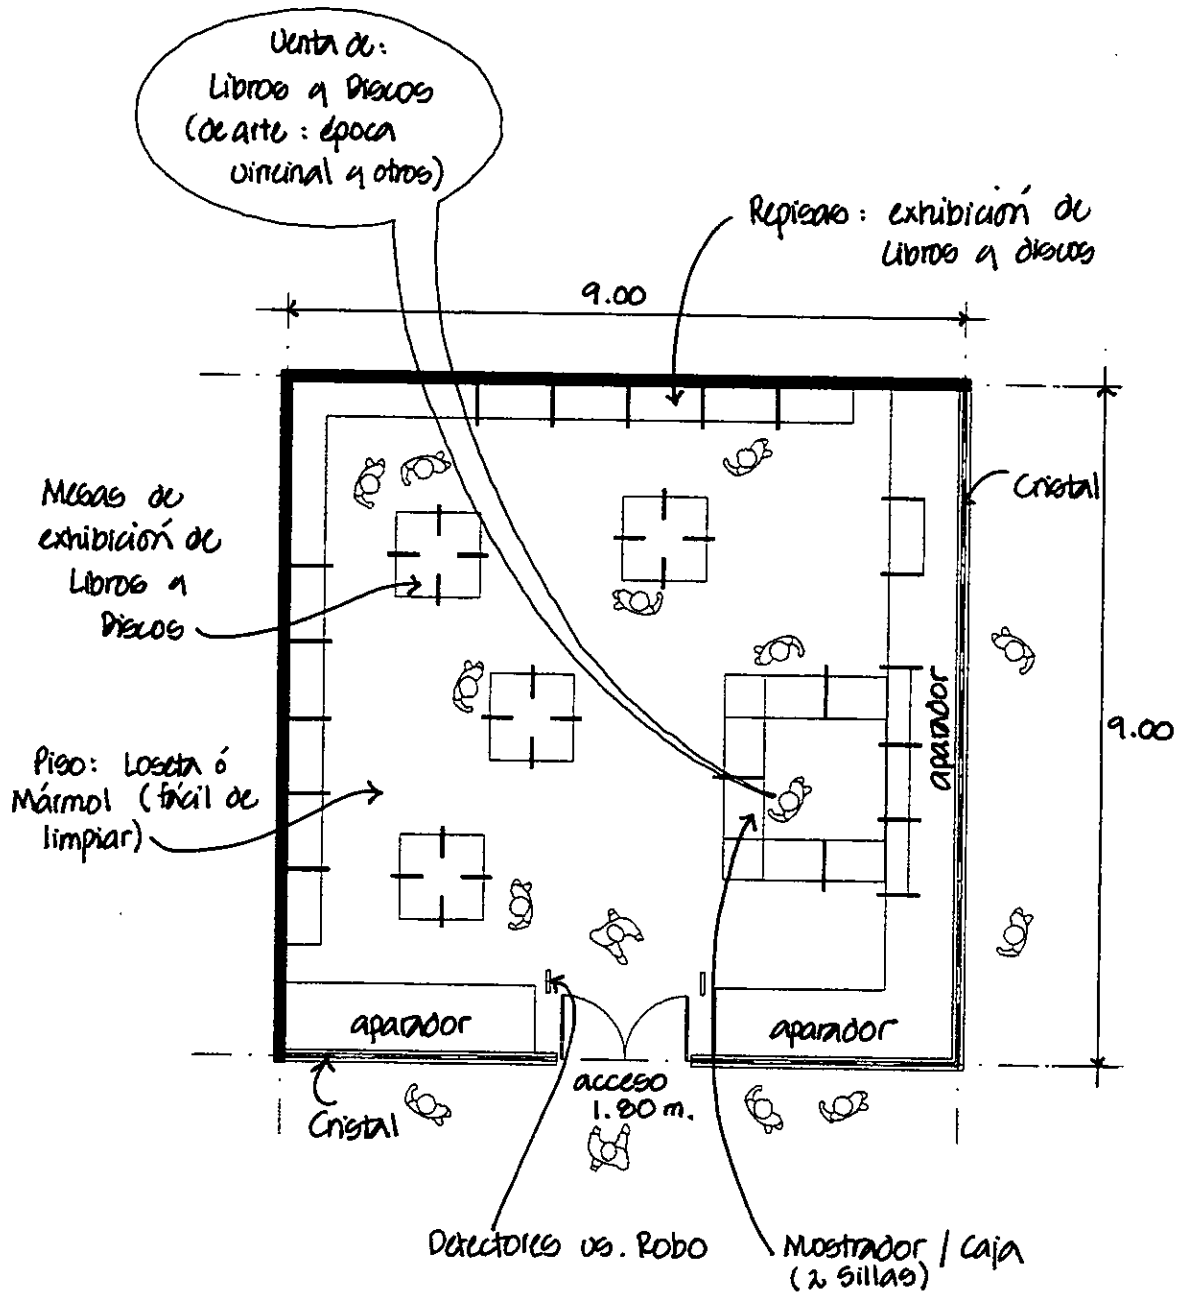 Venta de:
Libros y Discos
(de arte: época
virreinal y otros)
Repisas: exhibición de
Libros y discos
9.00
Mesas de
exhibición de
Libros y
Discos
Cristal
aparador
9.00
Piso: Loseta ó
Mármol (fácil de
limpiar)
aparador
aparador
acceso
1.80 m.
Cristal
Detectores vs. Robo
Mostrador / Caja
(2 sillas)